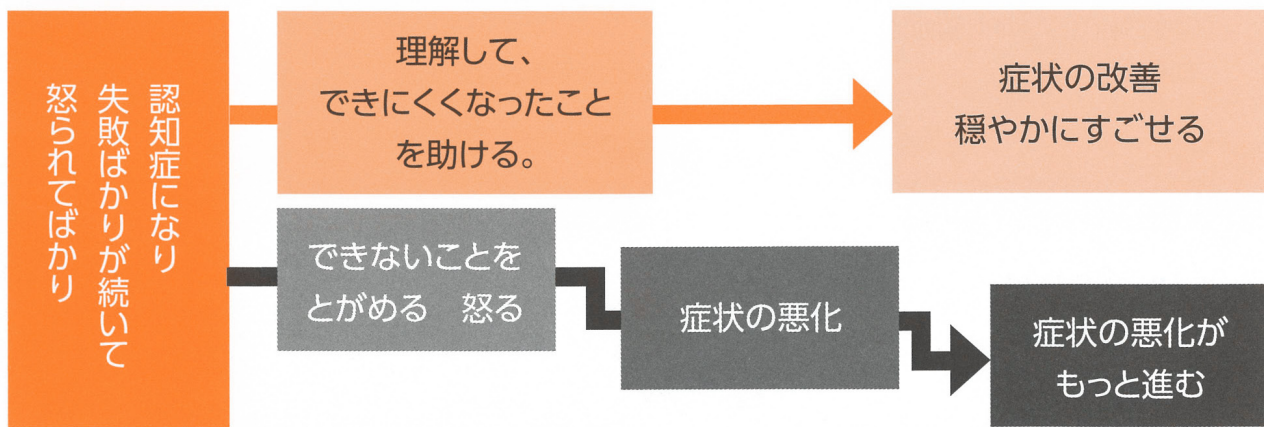 認知症になり
失敗ばかりが続いて
怒られてばかり
理解して、
できにくくなったこと
を助ける。
症状の改善
穏やかにすごせる
できないことを
とがめる　怒る
症状の悪化
症状の悪化が
もっと進む